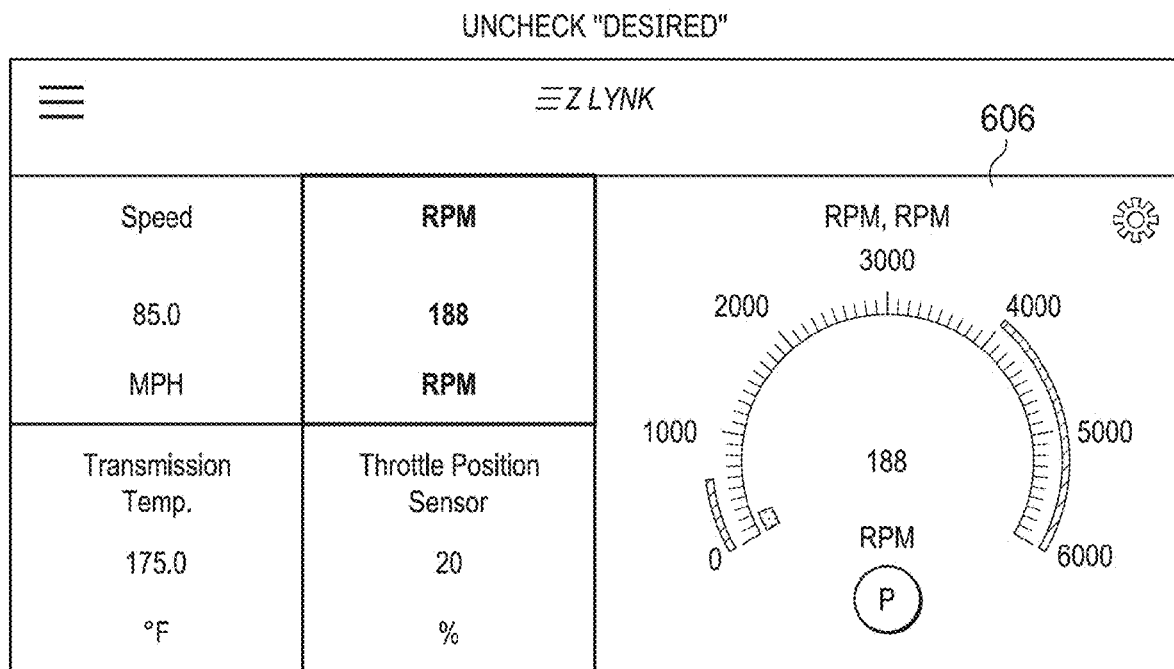 UNCHECK "DESIRED"
EZ LYNK
606
Speed
85.0
MPH
RPM
188
RPM
Transmission
Temp.
175.0
°F
Throttle Position
Sensor
20
%
RPM, RPM
3000
2000
4000
1000
5000
188
0
RPM
6000
P